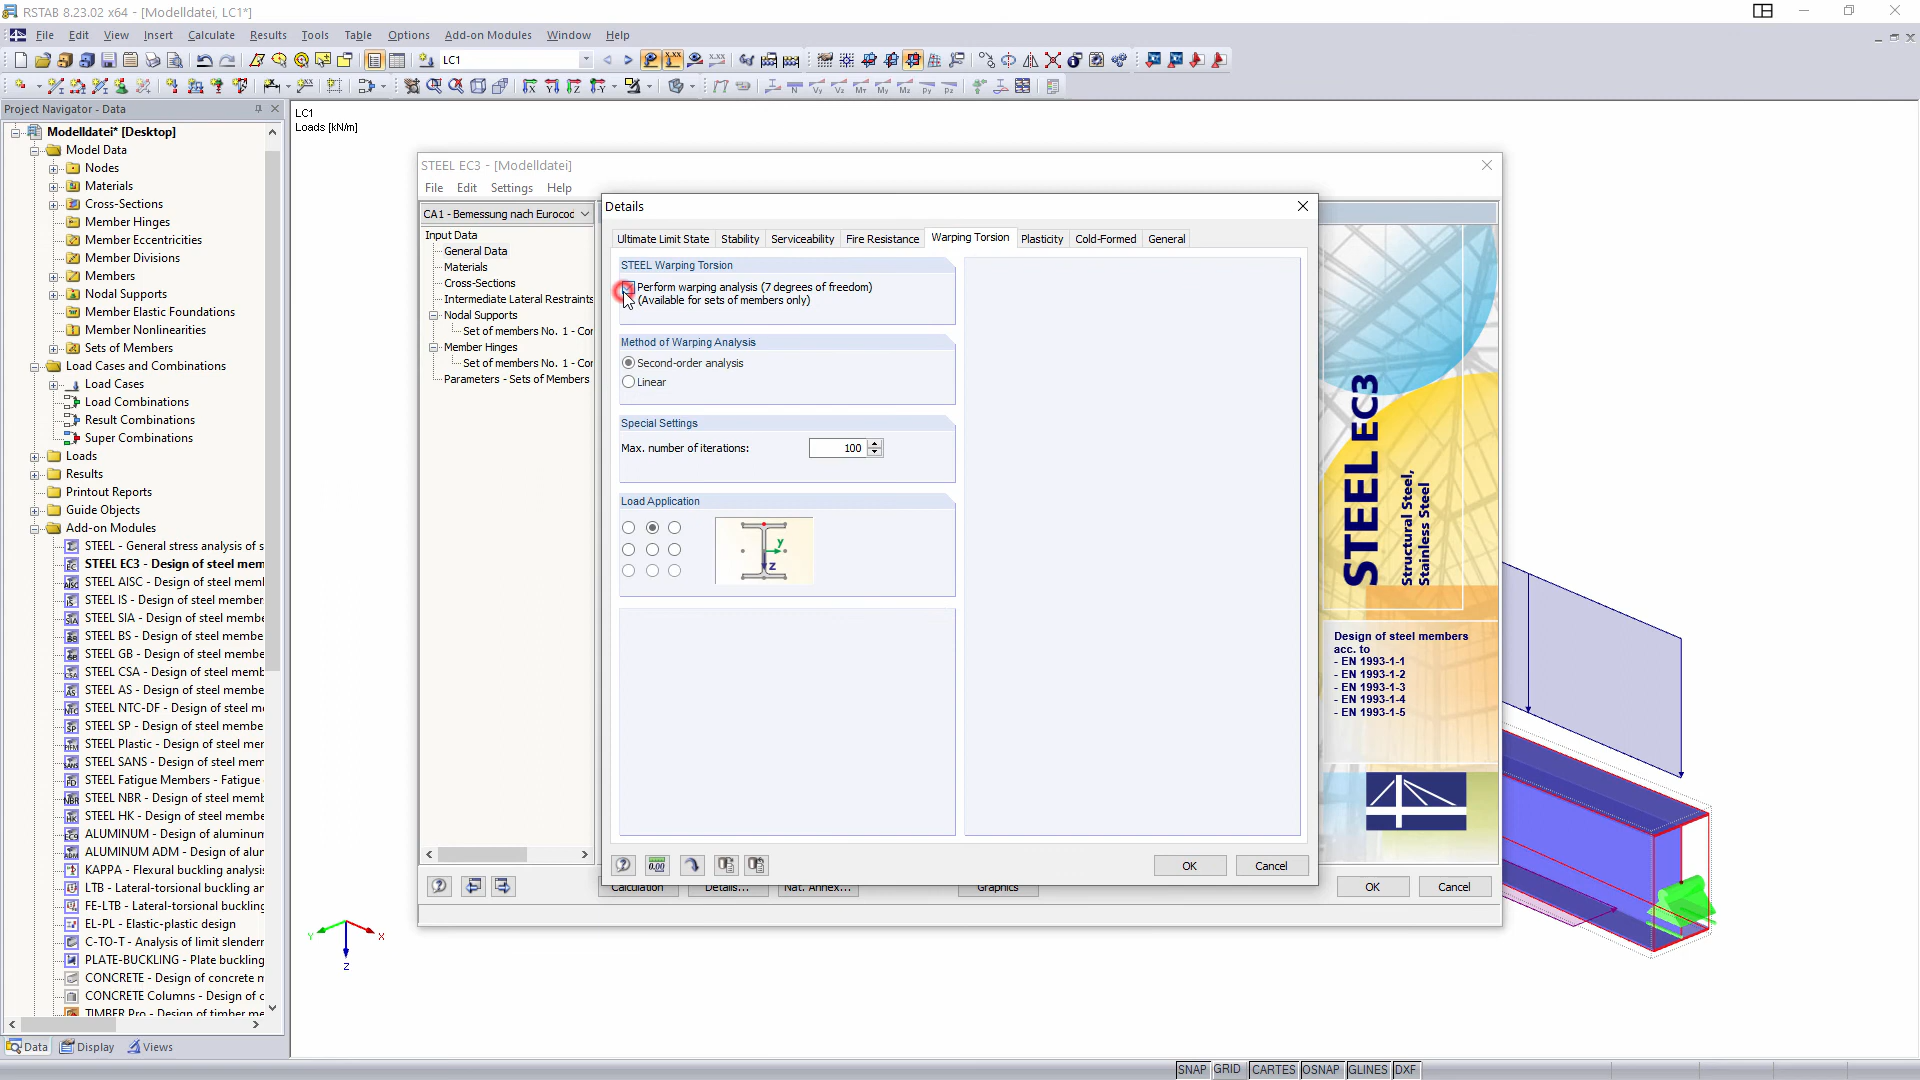 RSTAB 8.23.02 x64 - [Modelldatei, LC1*]
File Edit View Insert Calculate Results Tools Table Options Add-on Modules Window Help
LC1
Project Navigator - Data
Modelldatei* [Desktop]
Model Data
Nodes
Materials
Cross-Sections
Member Hinges
Member Eccentricities
Member Divisions
Members
Nodal Supports
Member Elastic Foundations
Member Nonlinearities
Sets of Members
Load Cases and Combinations
Load Cases
Load Combinations
Result Combinations
Super Combinations
Loads
Results
Printout Reports
Guide Objects
Add-on Modules
STEEL - General stress analysis of s
STEEL EC3 - Design of steel mem
STEEL AISC - Design of steel meml
STEEL IS - Design of steel member
STEEL SIA - Design of steel membe
STEEL BS - Design of steel membe
STEEL GB - Design of steel membe
STEEL CSA - Design of steel memb
STEEL AS - Design of steel membe
STEEL NTC-DF - Design of steel me
STEEL SP - Design of steel membe
STEEL Plastic - Design of steel mer
STEEL SANS - Design of steel mem
STEEL Fatigue Members - Fatigue
STEEL NBR - Design of steel memb
STEEL HK - Design of steel membe
ALUMINUM - Design of aluminum
ALUMINUM ADM - Design of alur
KAPPA - Flexural buckling analysis
LTB - Lateral-torsional buckling ar
FE-LTB - Lateral-torsional buckling
EL-PL - Elastic-plastic design
C-TO-T - Analysis of limit slendern
PLATE-BUCKLING - Plate buckling
CONCRETE - Design of concrete m
CONCRETE Columns - Design of c
TIMBER Pro - Design of timber me
Data Display Views
LC1
Loads [kN/m]
STEEL EC3 - [Modelldatei]
File Edit Settings Help
CA1 - Bemessung nach Eurocod
Input Data
General Data
Materials
Cross-Sections
Intermediate Lateral Restraints
Nodal Supports
Set of members No. 1 - Cor
Member Hinges
Set of members No. 1 - Cor
Parameters - Sets of Members
Details
Ultimate Limit State Stability Serviceability Fire Resistance Warping Torsion Plasticity Cold-Formed General
STEEL Warping Torsion
Perform warping analysis (7 degrees of freedom)
(Available for sets of members only)
Method of Warping Analysis
Second-order analysis
Linear
Special Settings
Max. number of iterations: 100
Load Application
y
z
0.00
OK Cancel
Calculation Details... Nat. Annex... Graphics OK Cancel
STEEL EC3
Structural Steel,
Stainless Steel
Design of steel members
acc. to
- EN 1993-1-1
- EN 1993-1-2
- EN 1993-1-3
- EN 1993-1-4
- EN 1993-1-5
Y X
Z
SNAP GRID CARTES OSNAP GLINES DXF